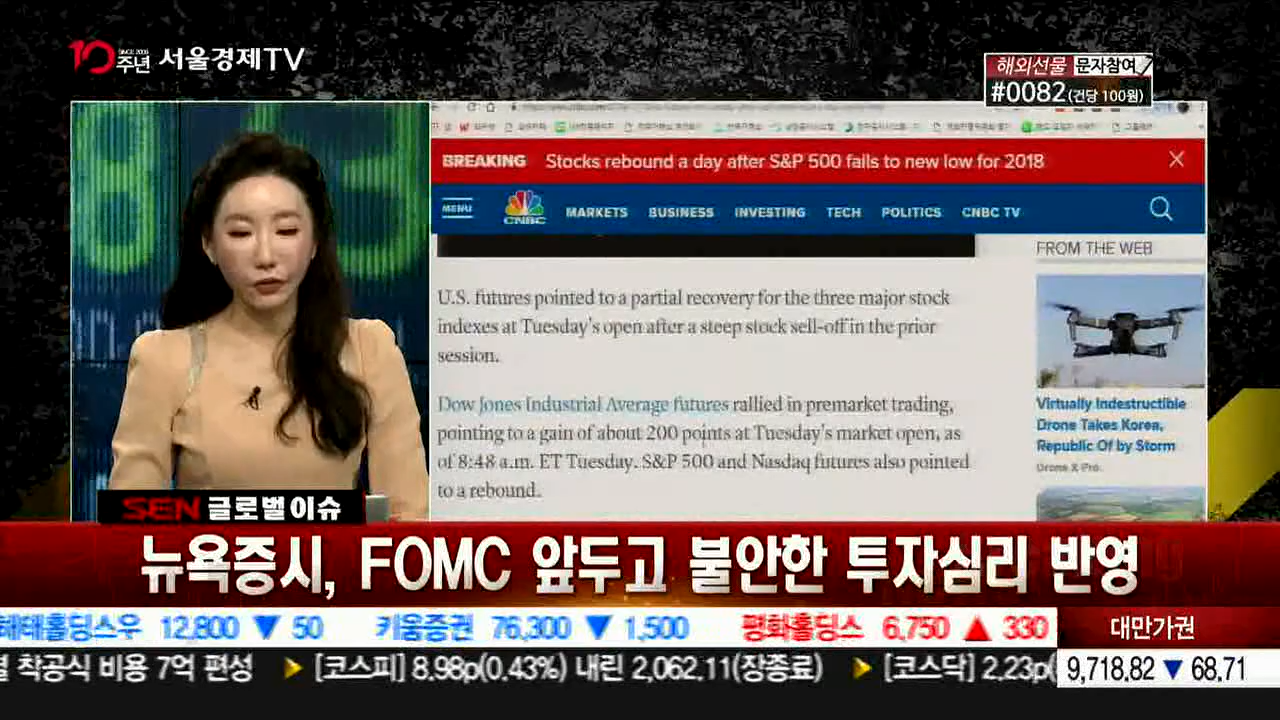 10주년 서울경제TV
SINCE 2008
해외선물 문자참여
#0082(건당 100원)
BREAKING Stocks rebound a day after S&P 500 falls to new low for 2018
MENU CNBC MARKETS BUSINESS INVESTING TECH POLITICS CNBC TV
FROM THE WEB
U.S. futures pointed to a partial recovery for the three major stock
indexes at Tuesday's open after a steep stock sell-off in the prior
session.
Dow Jones Industrial Average futures rallied in premarket trading,
pointing to a gain of about 200 points at Tuesday's market open, as
of 8:48 a.m. ET Tuesday. S&P 500 and Nasdaq futures also pointed
to a rebound.
Virtually Indestructible
Drone Takes Korea,
Republic Of by Storm
Drone X Pro.
SEN 글로벌이슈
뉴욕증시, FOMC 앞두고 불안한 투자심리 반영
해태홀딩스우 12,800 ▼ 50 키움증권 76,300 ▼ 1,500 평화홀딩스 6,750 ▲ 330
대만가권
착공식 비용 7억 편성 [코스피] 8.98p(0.43%) 내린 2,062.11(장종료) [코스닥] 2.23p(
9,718.82 ▼ 68.71